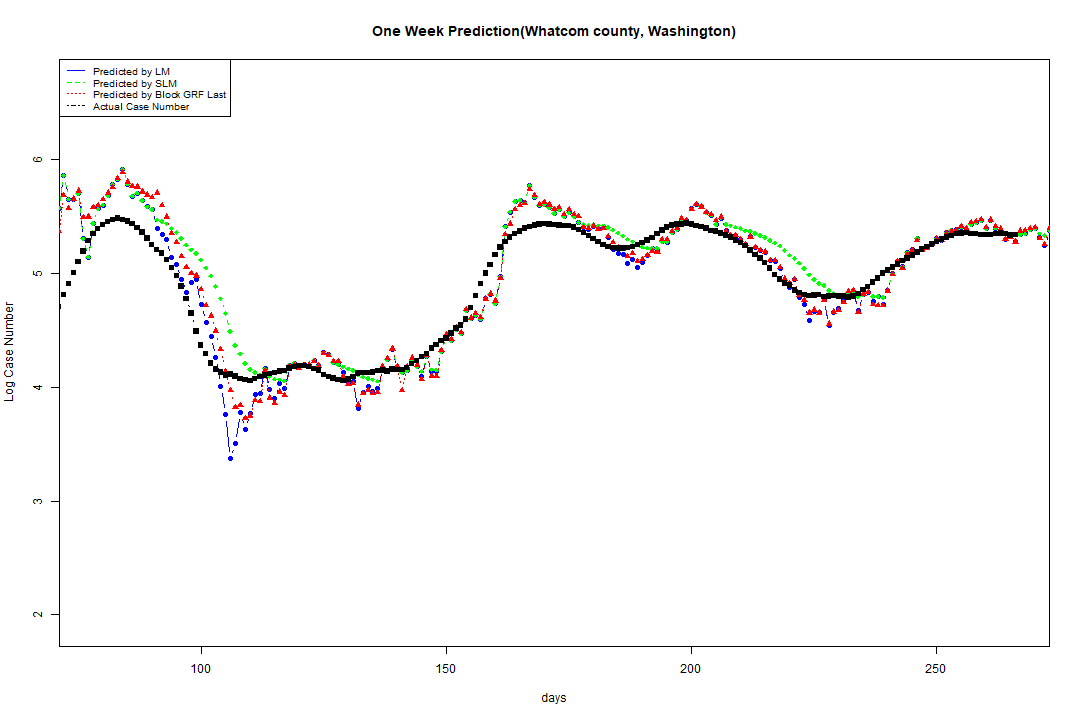 One Week Prediction(Whatcom county, Washington)
Predicted by LM
Predicted by SLM
Predicted by Block GRF Last
Actual Case Number
6
5
4
3
2
Log Case Number
100 150 200 250
days